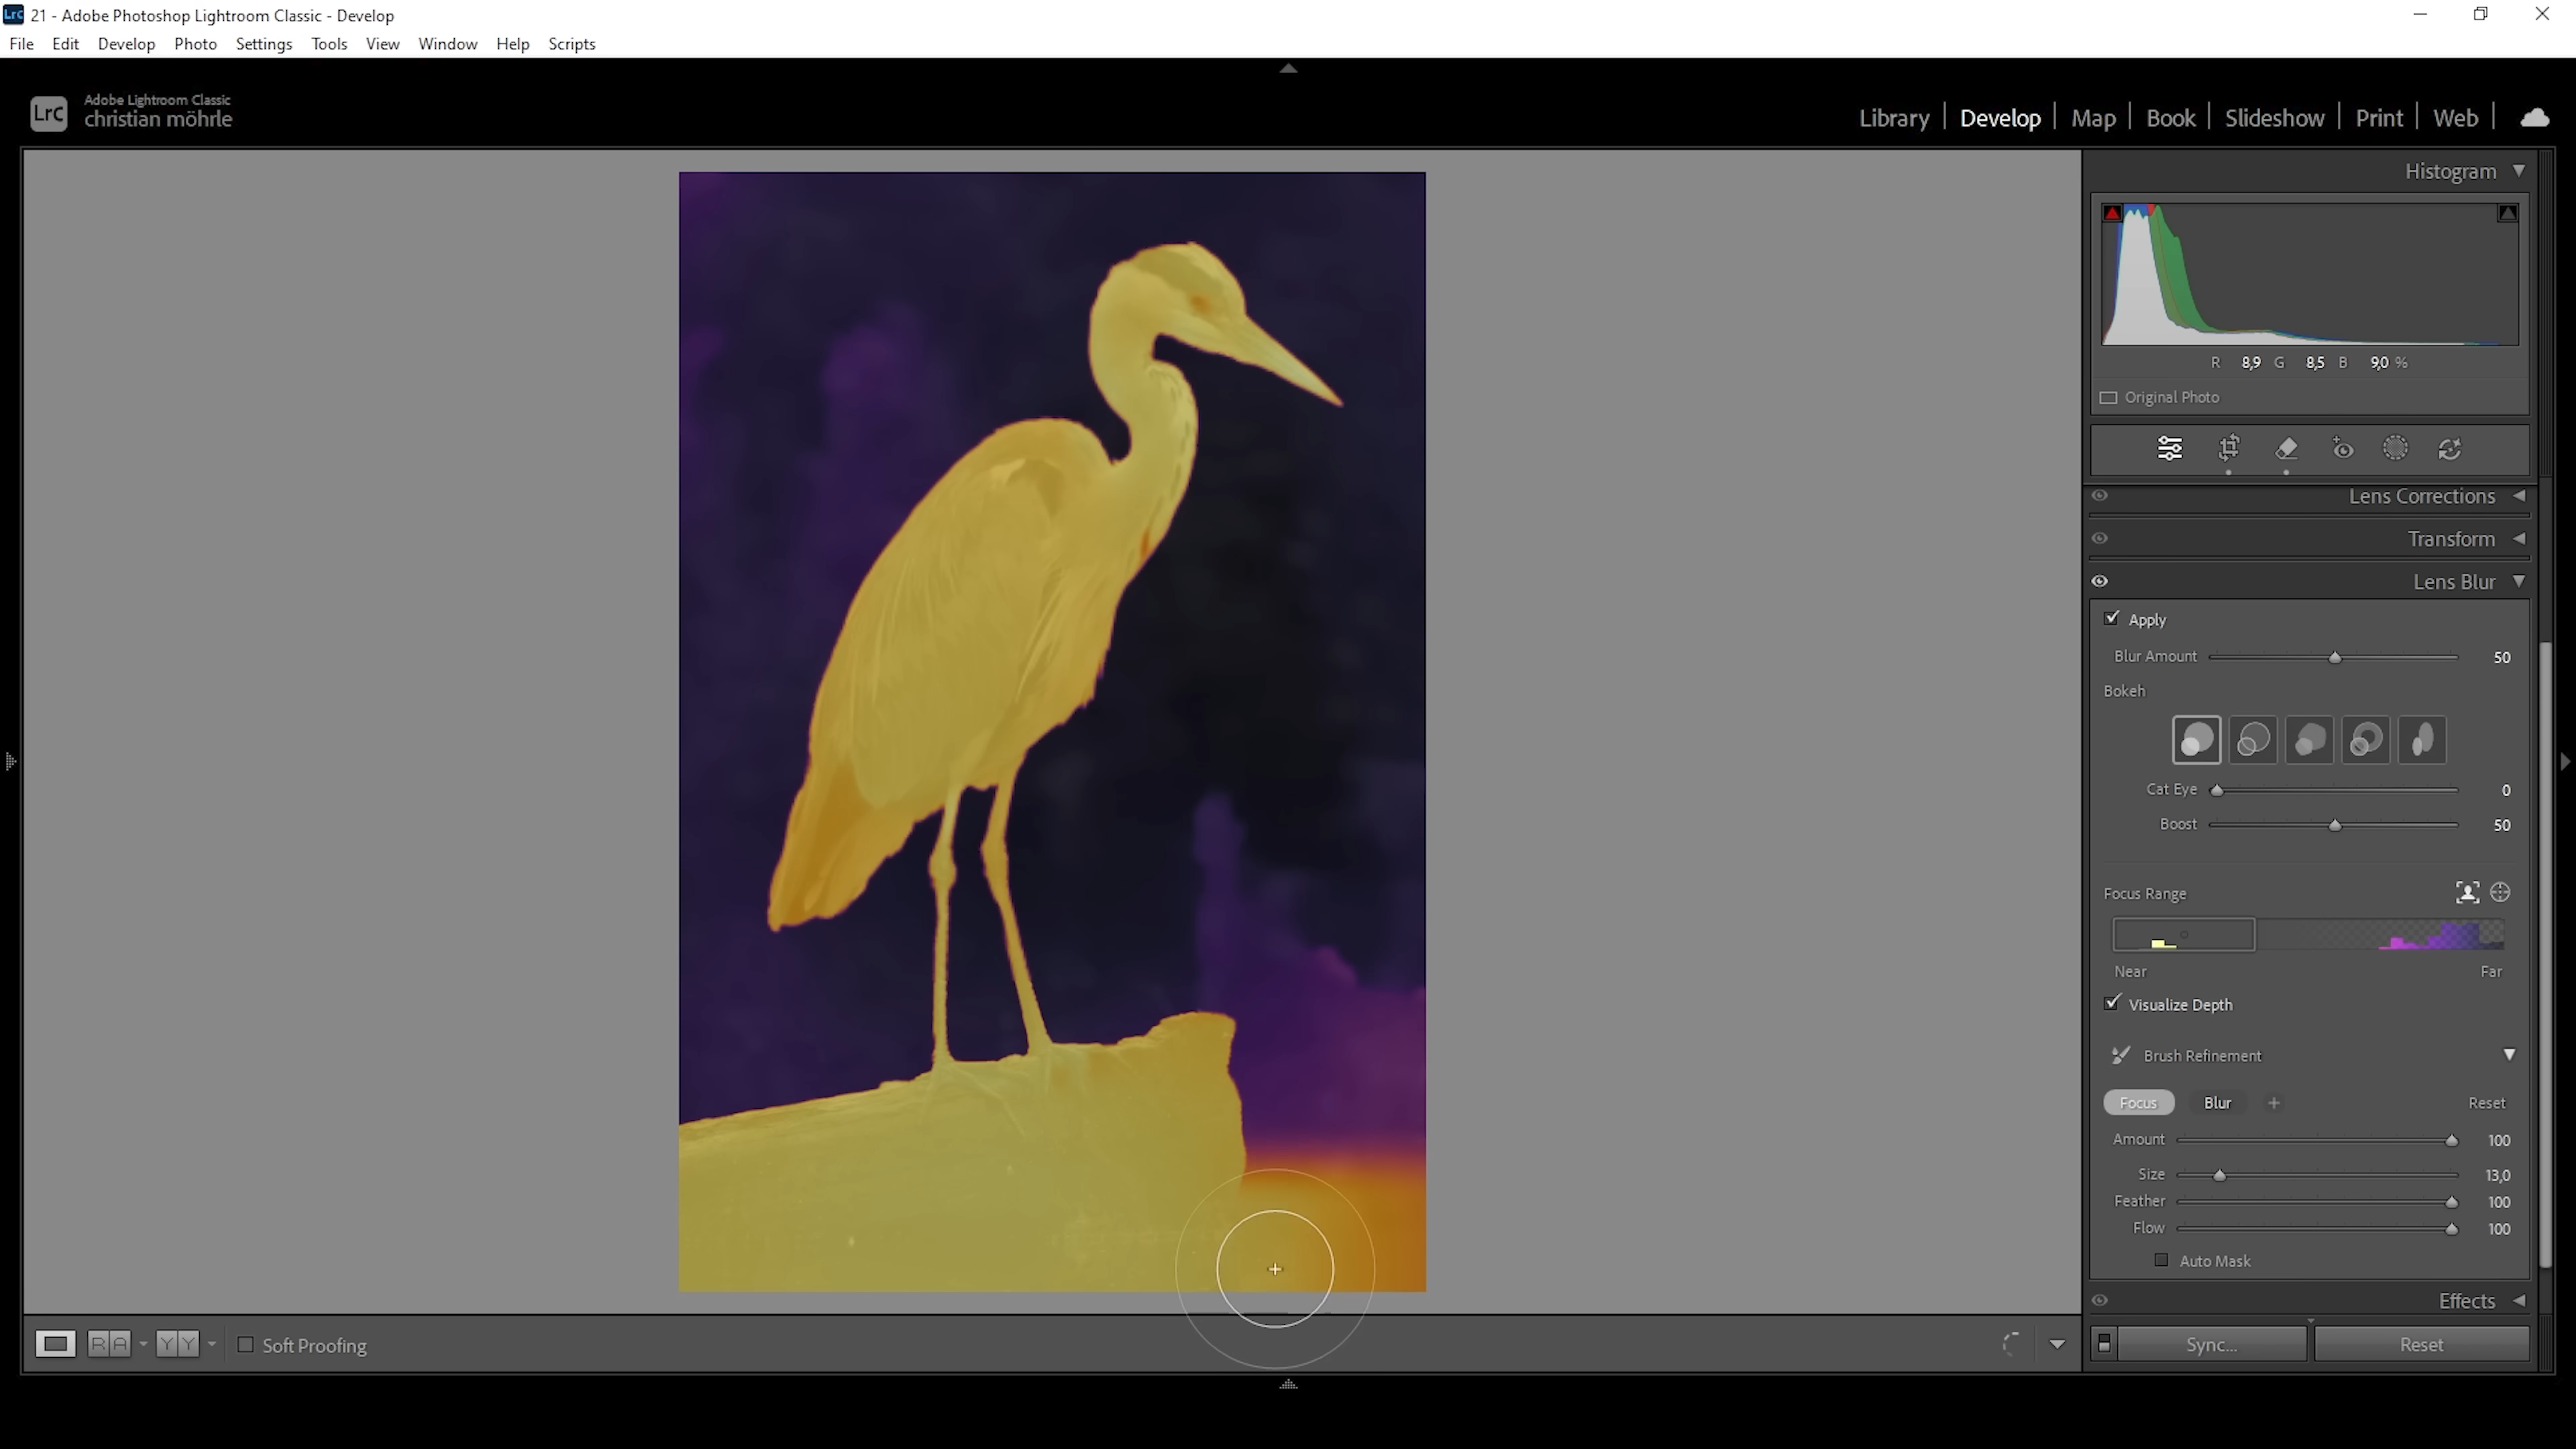 Lrc 21 - Adobe Photoshop Lightroom Classic - Develop
File Edit Develop Photo Settings Tools View Window Help Scripts
Lrc Adobe Lightroom Classic
christian möhrle
Library | Develop | Map | Book | Slideshow | Print | Web |
Histogram
R 8,9 G 8,5 B 9,0 %
Original Photo
Lens Corrections
Transform
Lens Blur
Apply
Blur Amount 50
Bokeh
Cat Eye 0
Boost 50
Focus Range
Near Far
Visualize Depth
Brush Refinement
Focus Blur + Reset
Amount 100
Size 13,0
Feather 100
Flow 100
Auto Mask
Effects
R A Y Y Soft Proofing
Sync... Reset